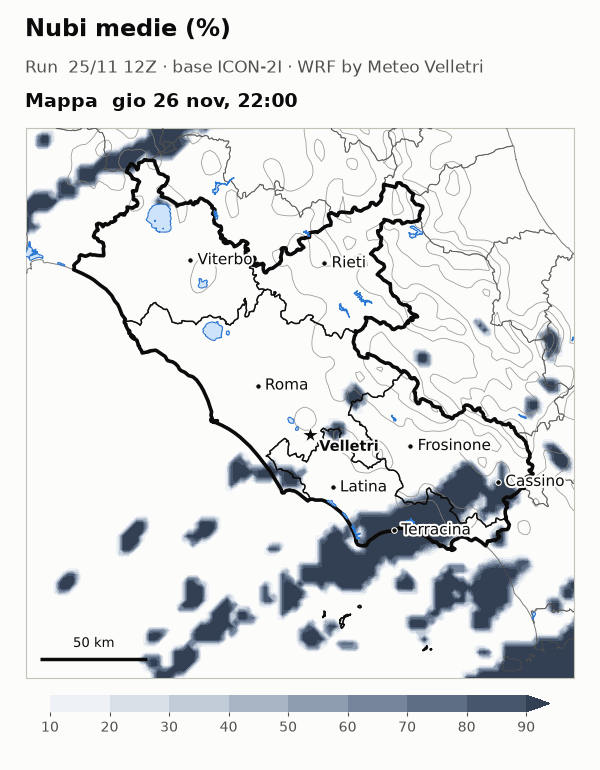 Nubi medie (%)
Run  25/11 12Z · base ICON-2I · WRF by Meteo Velletri
Mappa  gio 26 nov, 22:00
Viterbo
Rieti
Roma
Velletri
Frosinone
Latina
Cassino
Terracina
50 km
10 20 30 40 50 60 70 80 90